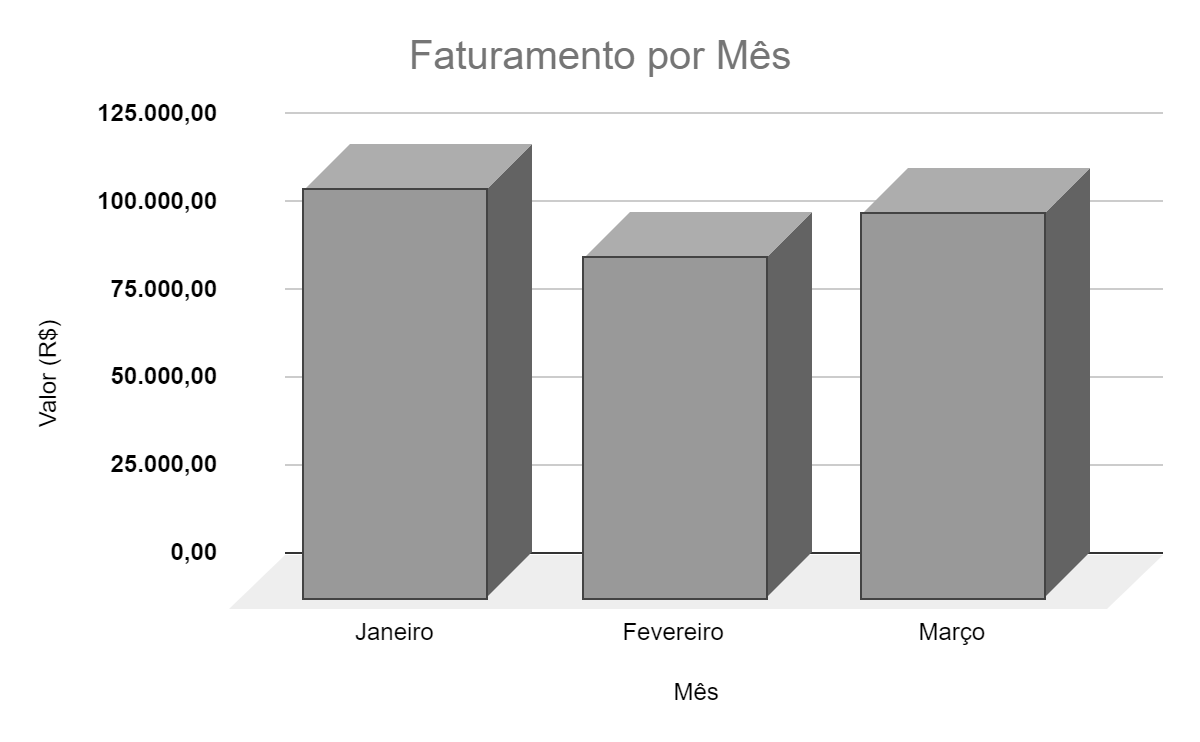 Faturamento por Mês
125.000,00
100.000,00
75.000,00
50.000,00
25.000,00
0,00
Valor (R$)
Janeiro
Fevereiro
Março
Mês